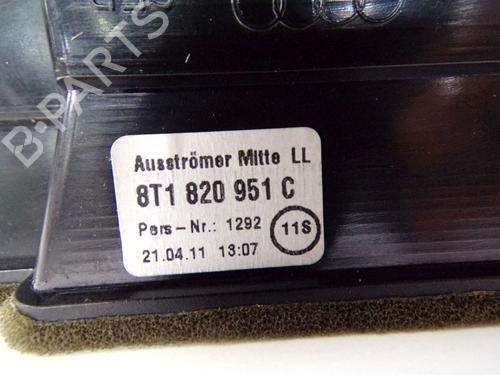 B-PARTS
Ausströmer Mitte LL
8T1 820 951 C
Pers-Nr.: 1292
11S
21.04.11 13:07